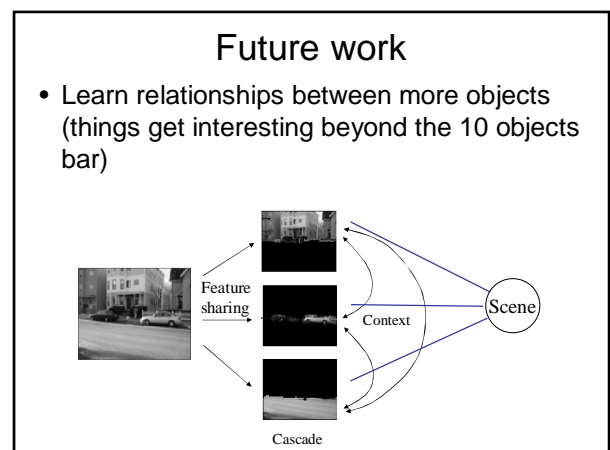 Future work
• Learn relationships between more objects
(things get interesting beyond the 10 objects
bar)
Feature
sharing
Context
Scene
Cascade